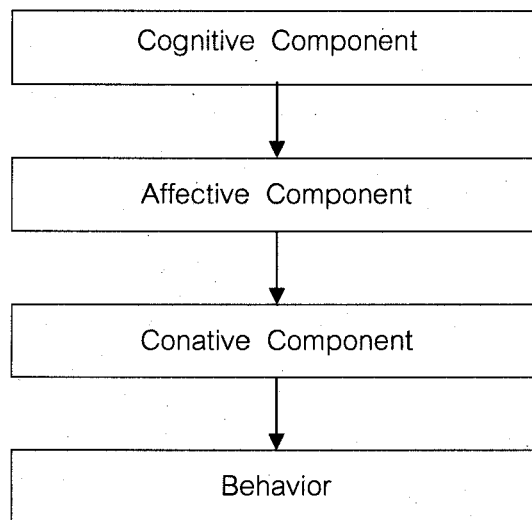 Cognitive Component
Affective Component
Conative Component
Behavior